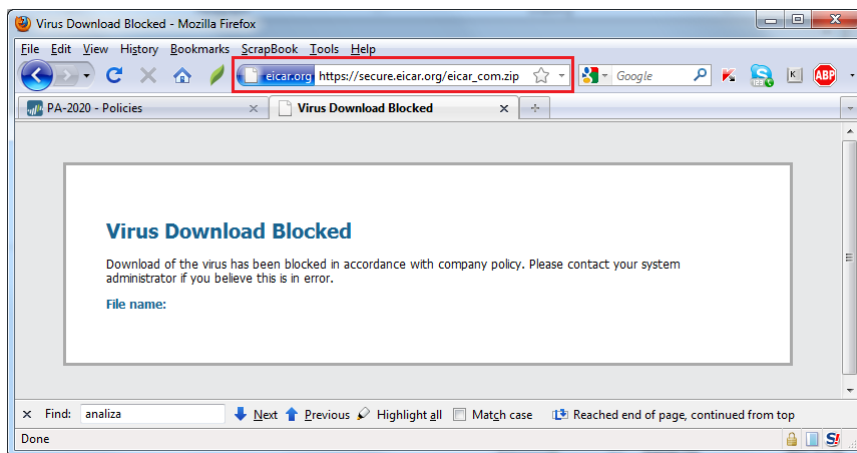 Virus Download Blocked - Mozilla Firefox
File Edit View History Bookmarks ScrapBook Tools Help
eicar.org https://secure.eicar.org/eicar_com.zip Google K ABP
PA-2020 - Policies Virus Download Blocked
Virus Download Blocked
Download of the virus has been blocked in accordance with company policy. Please contact your system
administrator if you believe this is in error.
File name:
Find: analiza Next Previous Highlight all Match case Reached end of page, continued from top
Done S!